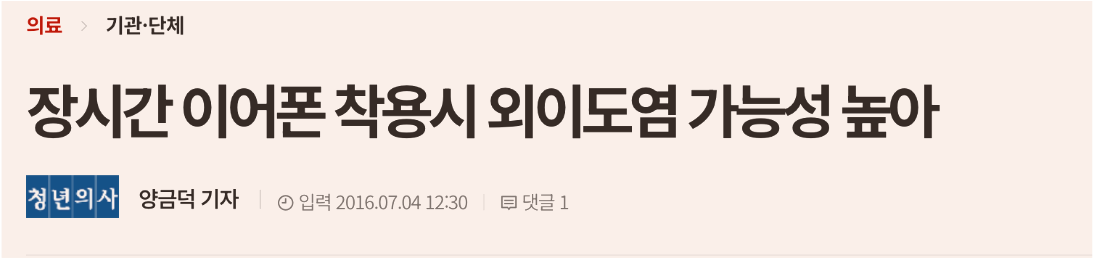 의료 > 기관·단체
장시간 이어폰 착용시 외이도염 가능성 높아
청년의사 양금덕 기자 입력 2016.07.04 12:30 댓글 1